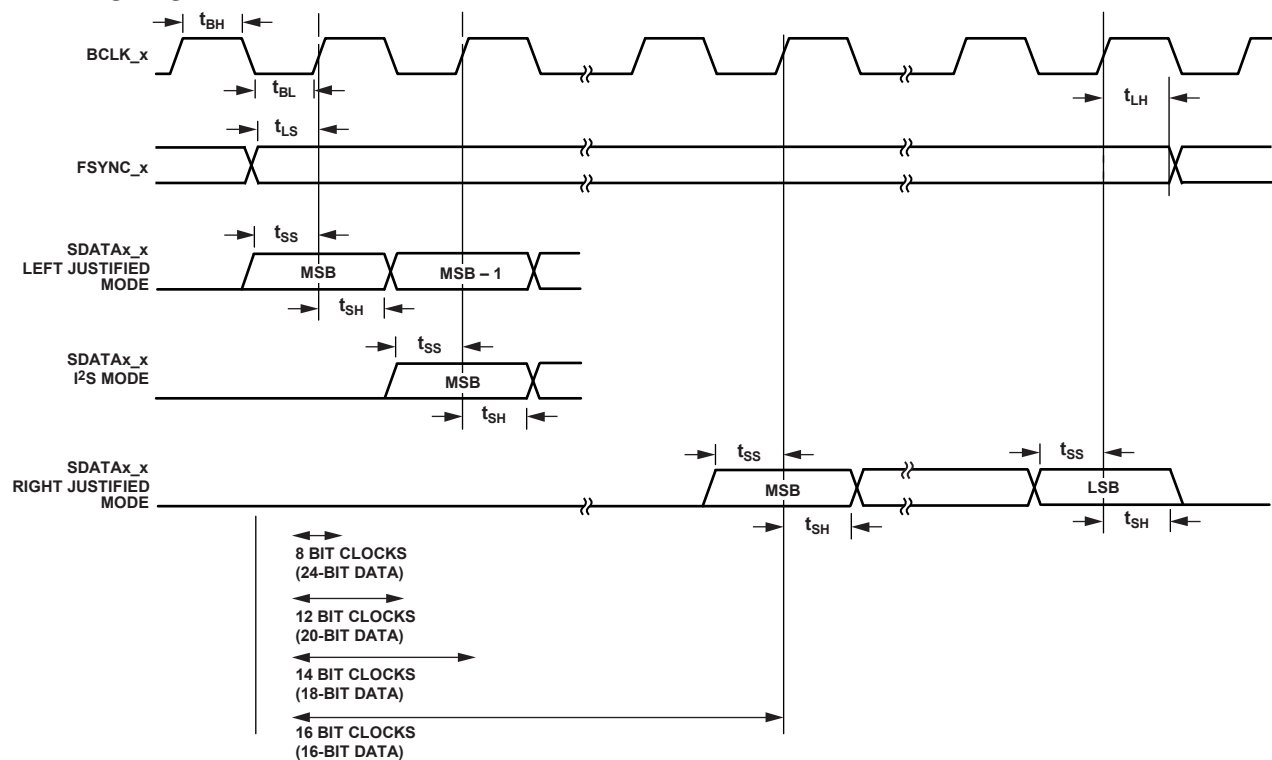 tBH
BCLK_x
tBL
tLH
tLS
FSYNC_x
tSS
SDATAx_x
LEFT JUSTIFIED
MODE
MSB
MSB – 1
tSH
tSS
SDATAx_x
I2S MODE
MSB
tSH
tSS
tSS
SDATAx_x
RIGHT JUSTIFIED
MODE
MSB
LSB
tSH
tSH
8 BIT CLOCKS
(24-BIT DATA)
12 BIT CLOCKS
(20-BIT DATA)
14 BIT CLOCKS
(18-BIT DATA)
16 BIT CLOCKS
(16-BIT DATA)